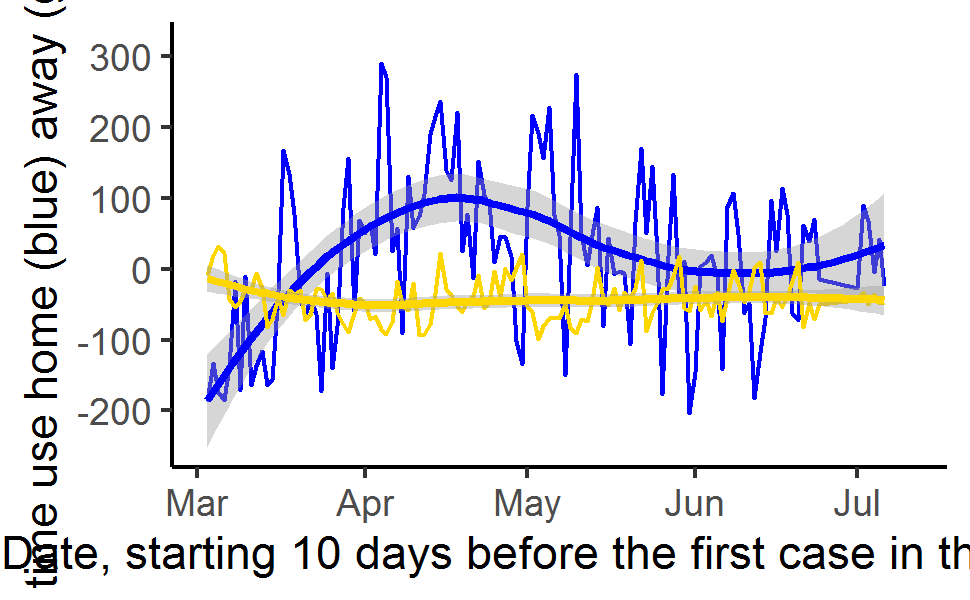 time use home (blue) away (g
300
200
100
0
-100
-200
Mar Apr May Jun Jul
Date, starting 10 days before the first case in th